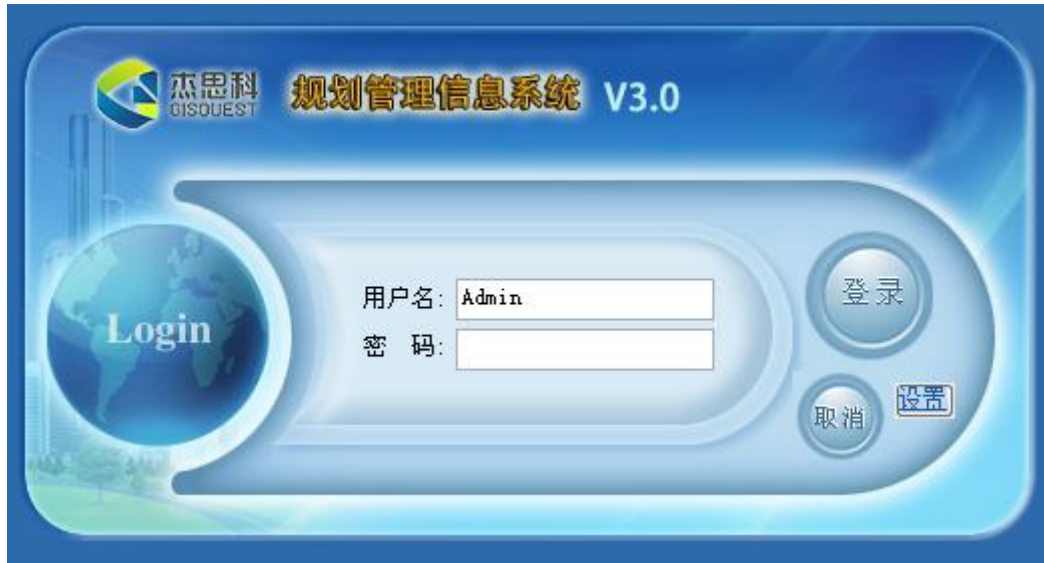 杰思科 规划管理信息系统 V3.0
GISQUEST
Login
用户名: Admin
密 码:
登录
取消
设置